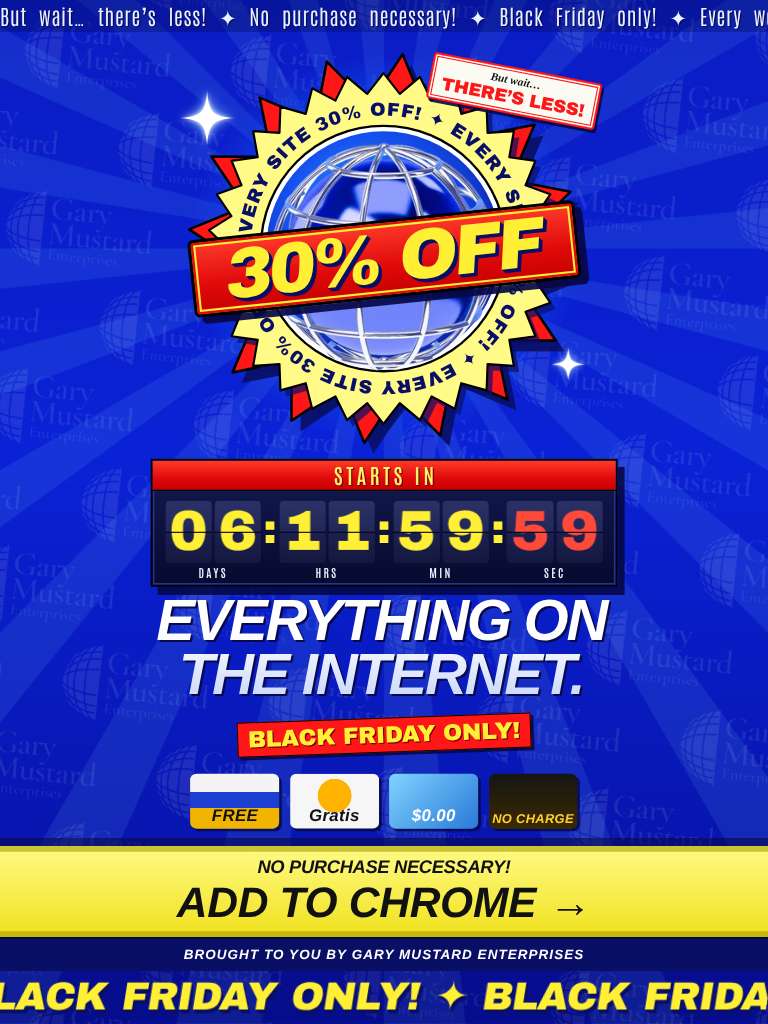 But wait… there’s less! ✦ No purchase necessary! ✦ Black Friday only! ✦ Every
But wait…
THERE’S LESS!
EVERY SITE 30% OFF! ✦ EVERY SITE 30% OFF! ✦
30% OFF
STARTS IN
06:11:59:59
DAYS HRS MIN SEC
EVERYTHING ON
THE INTERNET.
BLACK FRIDAY ONLY!
FREE Gratis $0.00 NO CHARGE
NO PURCHASE NECESSARY!
ADD TO CHROME →
BROUGHT TO YOU BY GARY MUSTARD ENTERPRISES
LACK FRIDAY ONLY! ✦ BLACK FRIDA
Gary
Mustard
Enterprises